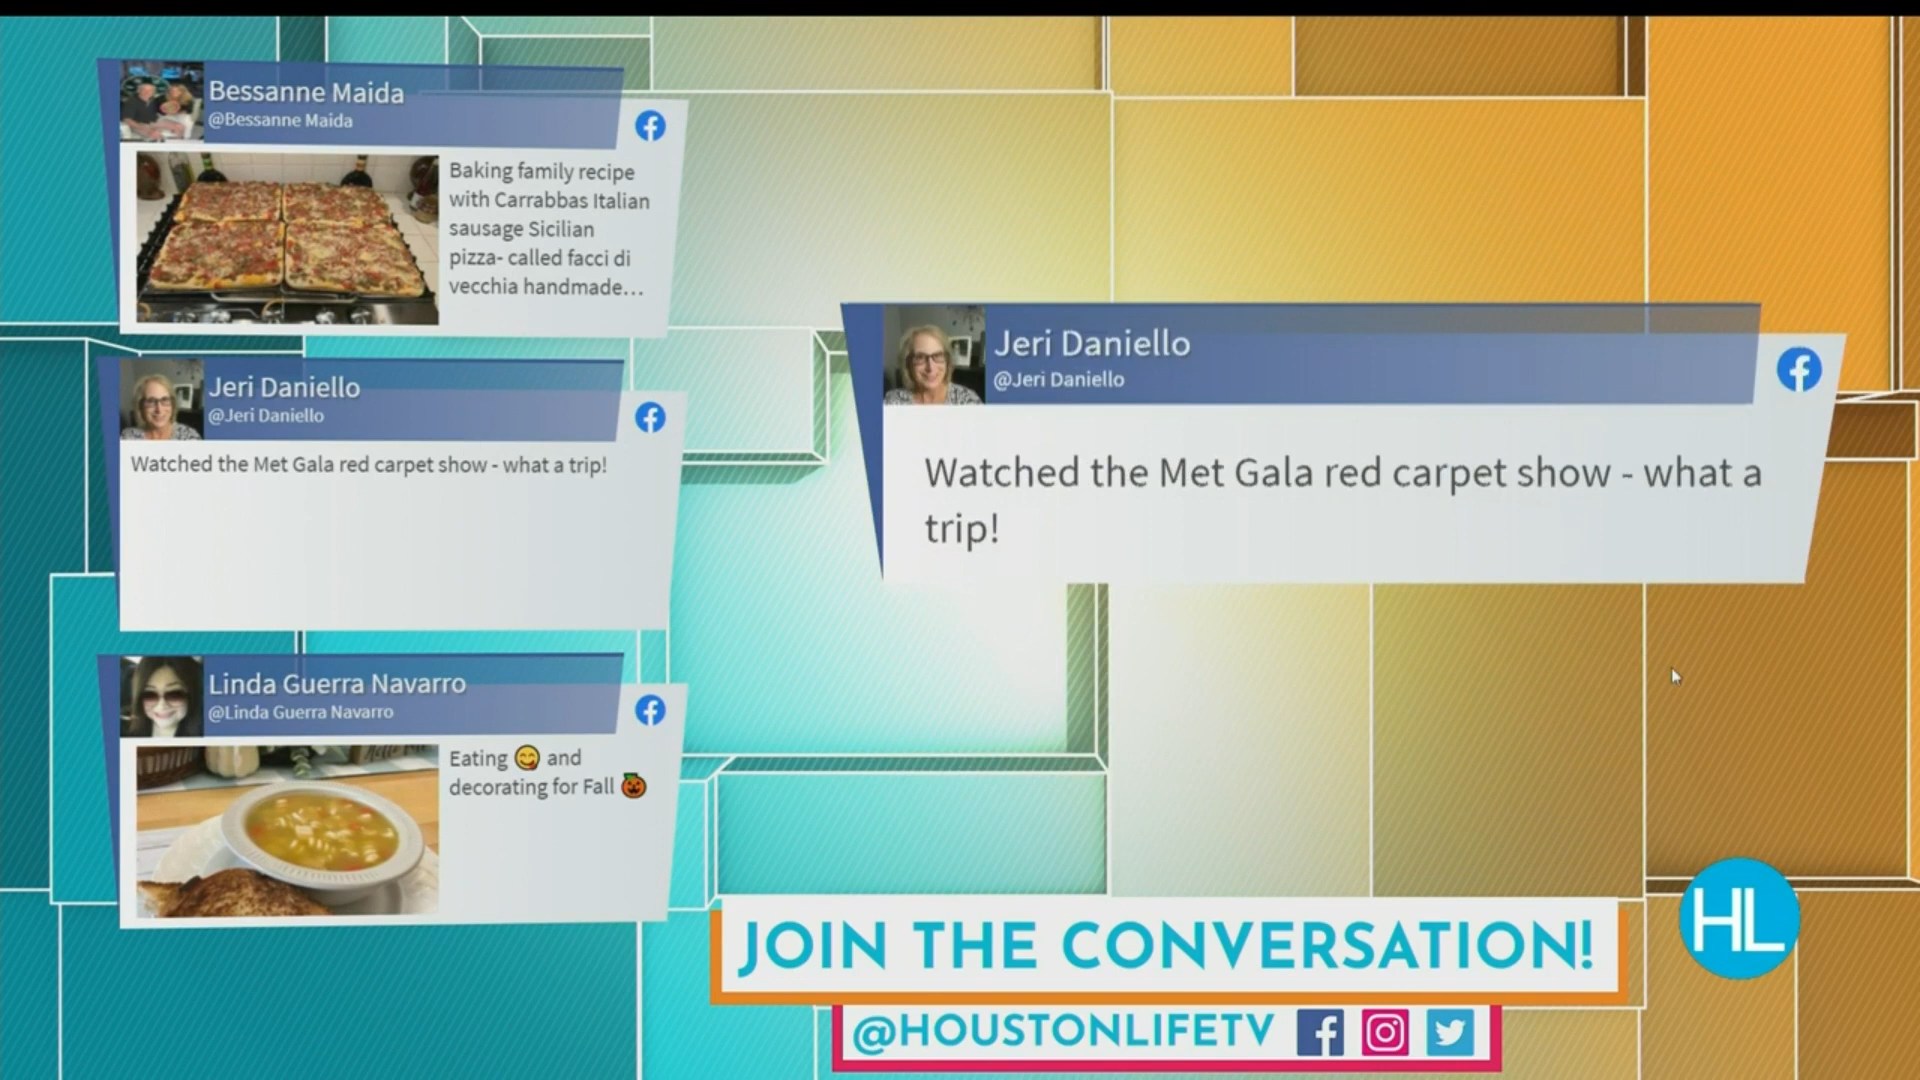 Bessanne Maida
@Bessanne Maida
Baking family recipe
with Carrabbas Italian
sausage Sicilian
pizza- called facci di
vecchia handmade...
Jeri Daniello
@Jeri Daniello
Watched the Met Gala red carpet show - what a trip!
Linda Guerra Navarro
@Linda Guerra Navarro
Eating 😋 and
decorating for Fall 🎃
Jeri Daniello
@Jeri Daniello
Watched the Met Gala red carpet show - what a
trip!
HL
JOIN THE CONVERSATION!
@HOUSTONLIFETV